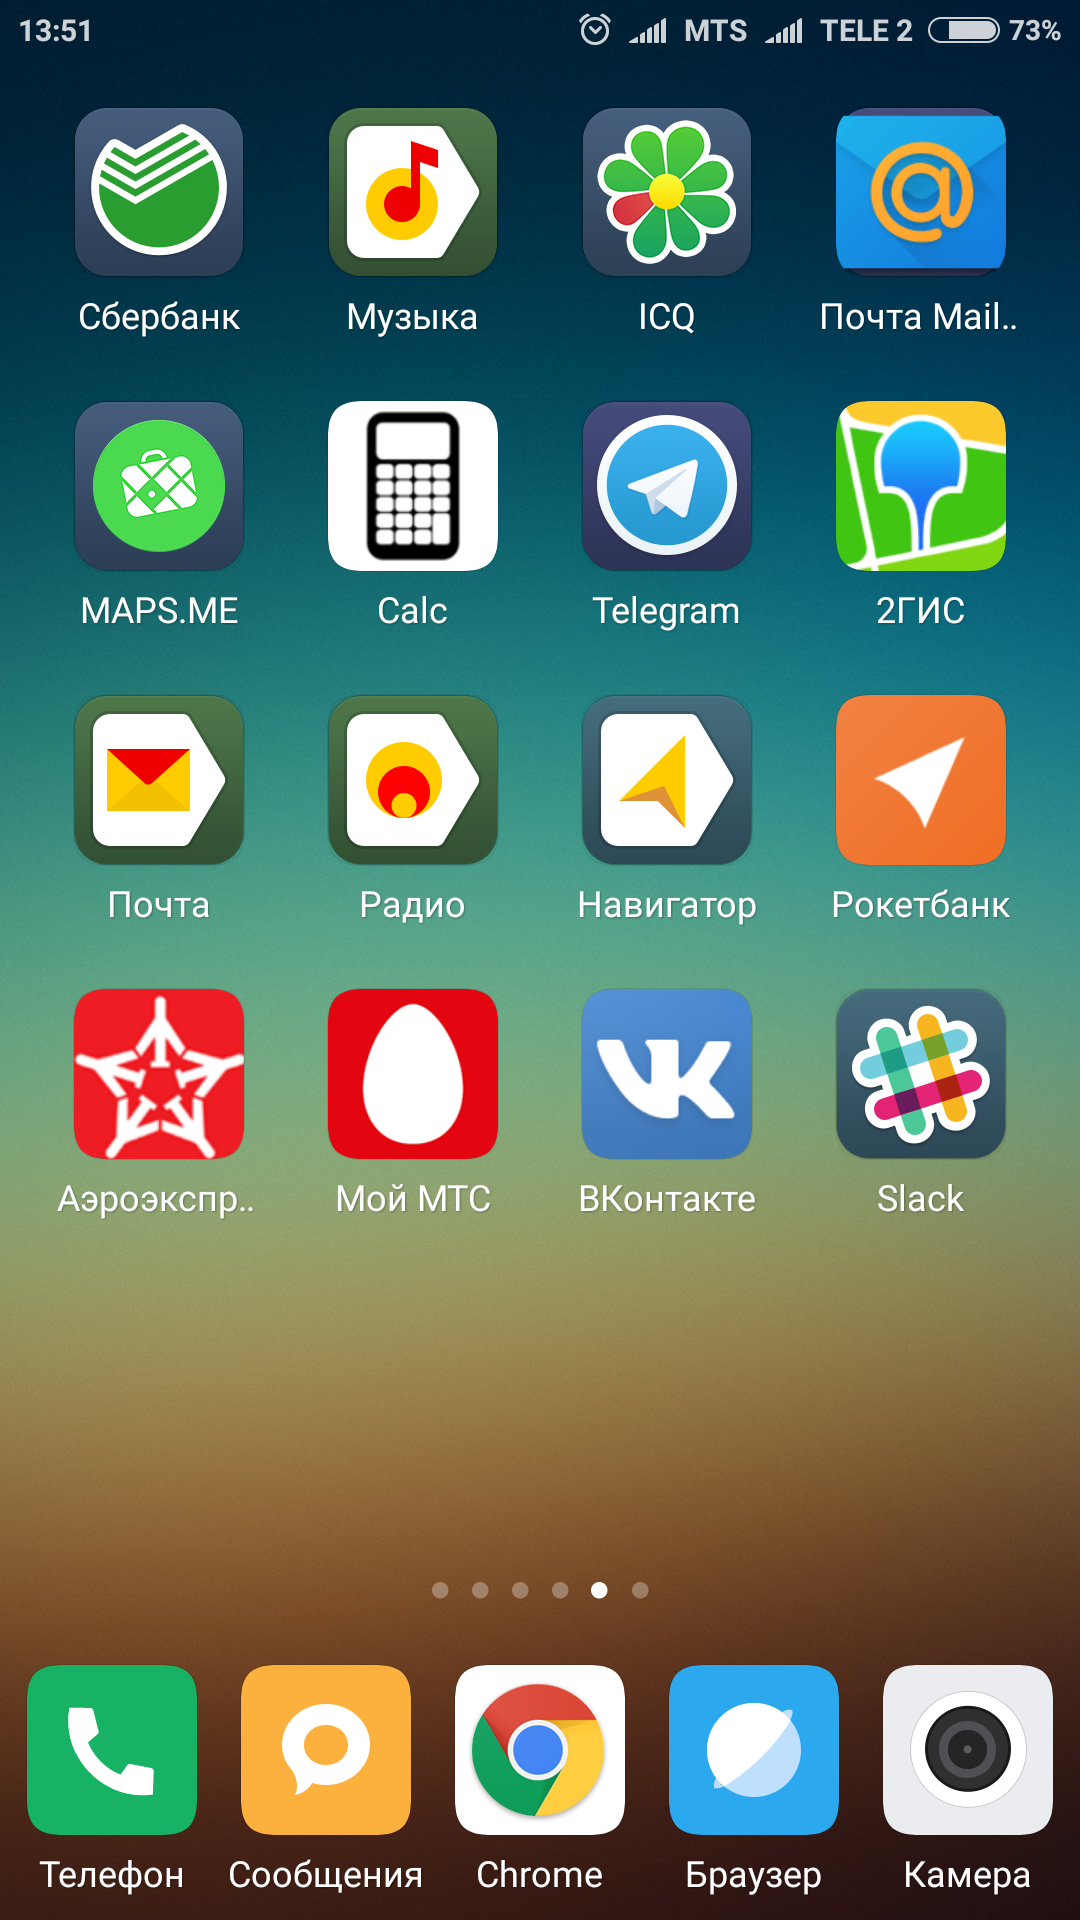 13:51 MTS TELE 2 73%
Сбербанк Музыка ICQ Почта Mail..
MAPS.ME Calc Telegram 2ГИС
Почта Радио Навигатор Рокетбанк
Аэроэкспр.. Мой МТС ВКонтакте Slack
Телефон Сообщения Chrome Браузер Камера